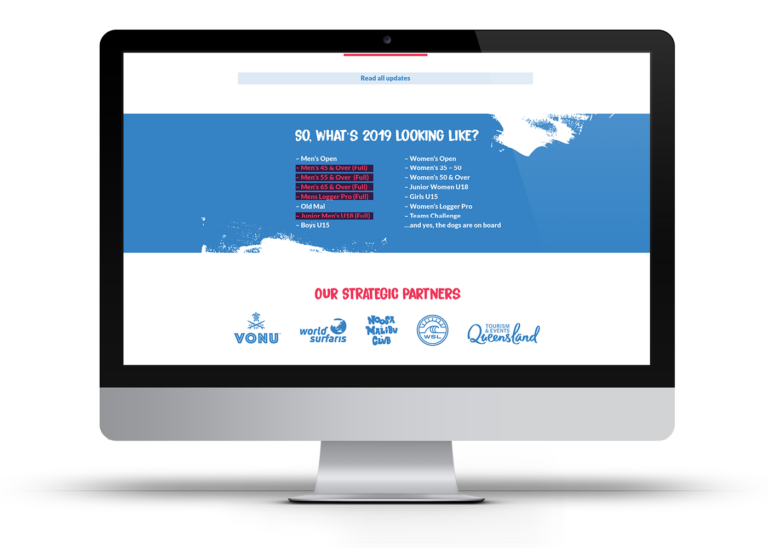 Read all updates
SO, WHAT'S 2019 LOOKING LIKE?
– Men's Open
– Men's 45 & Over (Full)
– Men's 55 & Over (Full)
– Men's 65 & Over (Full)
– Mens Logger Pro (Full)
– Old Mal
– Junior Men's U18 (Full)
– Boys U15
– Women's Open
– Women's 35 – 50
– Women's 50 & Over
– Junior Women U18
– Girls U15
– Women's Logger Pro
– Teams Challenge
...and yes, the dogs are on board
OUR STRATEGIC PARTNERS
VONU
world
surfaris
NOOSA
MALIBU
CLUB
WSL
TOURISM
& EVENTS
Queensland